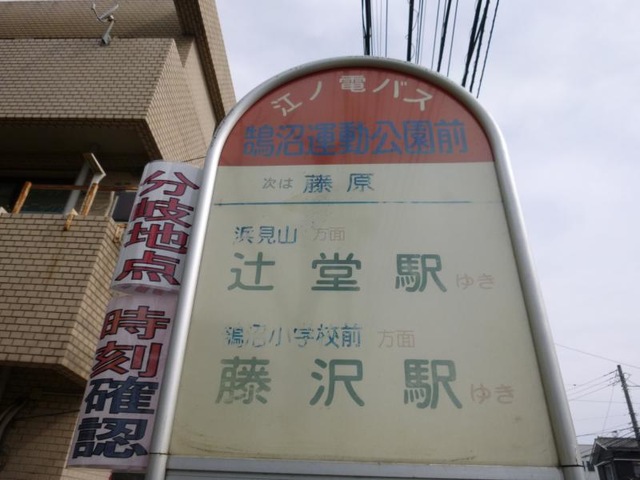 江ノ電バス
鵠沼運動公園前
次は 藤原
浜見山 方面
辻堂駅ゆき
鵠沼小学校前 方面
藤沢駅ゆき
分岐地点
時刻確認